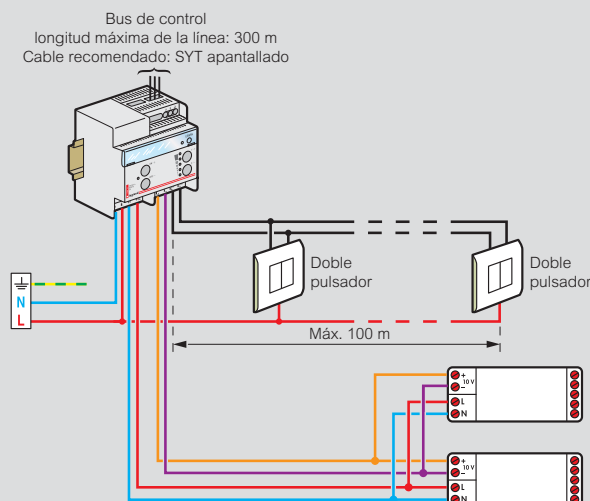 Bus de control
longitud máxima de la línea: 300 m
Cable recomendado: SYT apantallado
Doble
pulsador
Doble
pulsador
N
L
Máx. 100 m
+
10 V
–
L
N
+
10 V
–
L
N